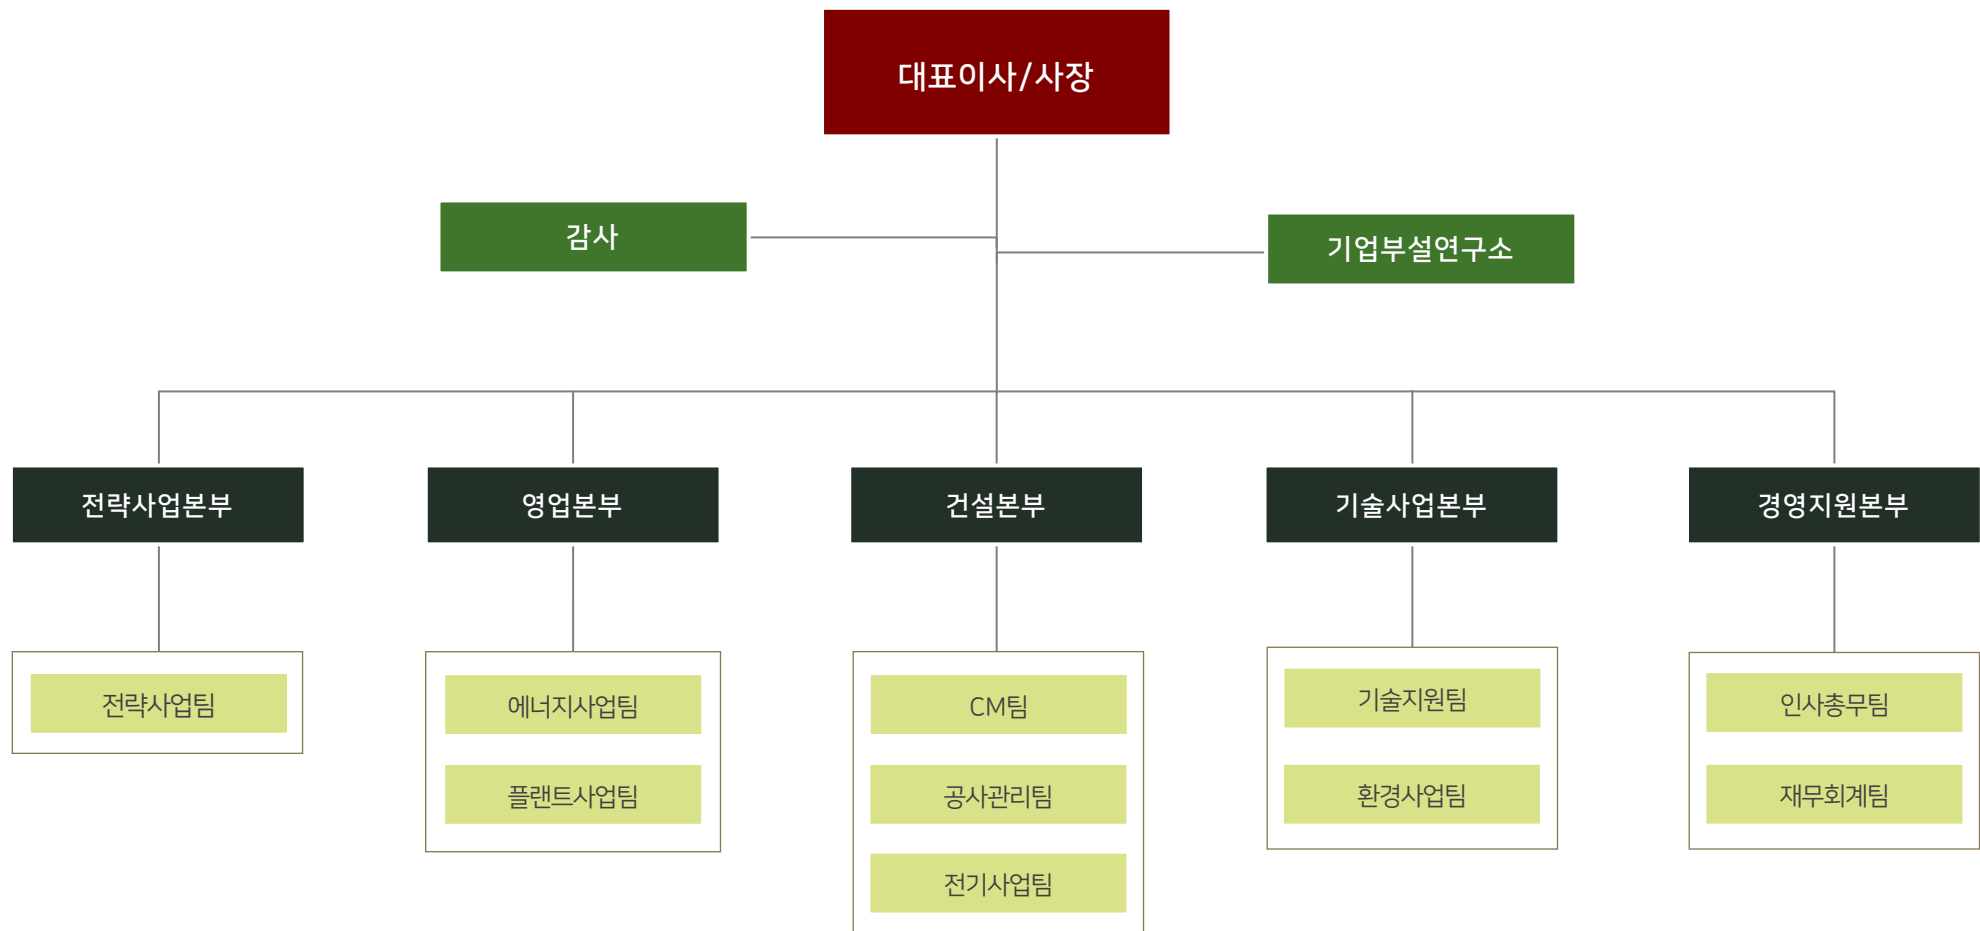 대표이사/사장
감사
기업부설연구소
전략사업본부
영업본부
건설본부
기술사업본부
경영지원본부
전략사업팀
에너지사업팀
플랜트사업팀
CM팀
공사관리팀
전기사업팀
기술지원팀
환경사업팀
인사총무팀
재무회계팀